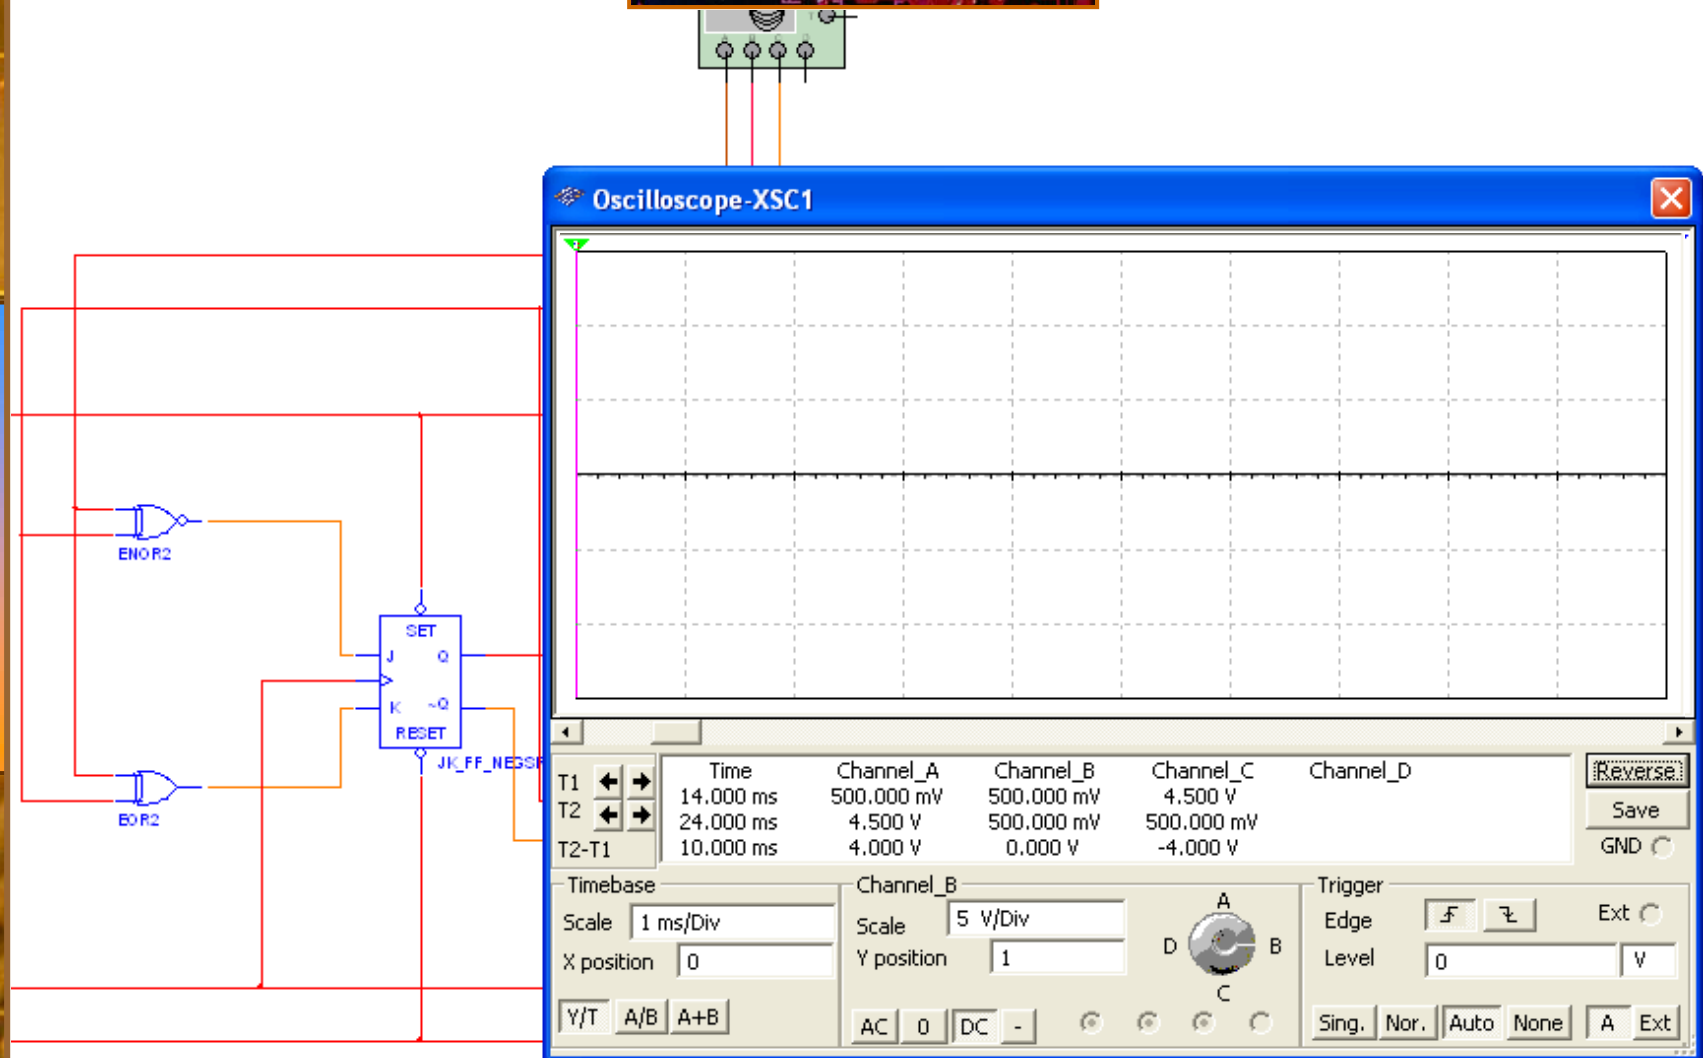 A B C D
Oscilloscope-XSC1
ENOR2
SET
J Q
K ~Q
RESET
JK_FF_NEGSR
EOR2
Time Channel_A Channel_B Channel_C Channel_D
T1 14.000 ms 500.000 mV 500.000 mV 4.500 V
T2 24.000 ms 4.500 V 500.000 mV 500.000 mV
T2-T1 10.000 ms 4.000 V 0.000 V -4.000 V
Reverse
Save
GND
Timebase
Scale 1 ms/Div
X position 0
Y/T A/B A+B
Channel_B
Scale 5 V/Div
Y position 1
AC 0 DC -
A
D B
C
Trigger
Edge Ext
Level 0 V
Sing. Nor. Auto None A Ext